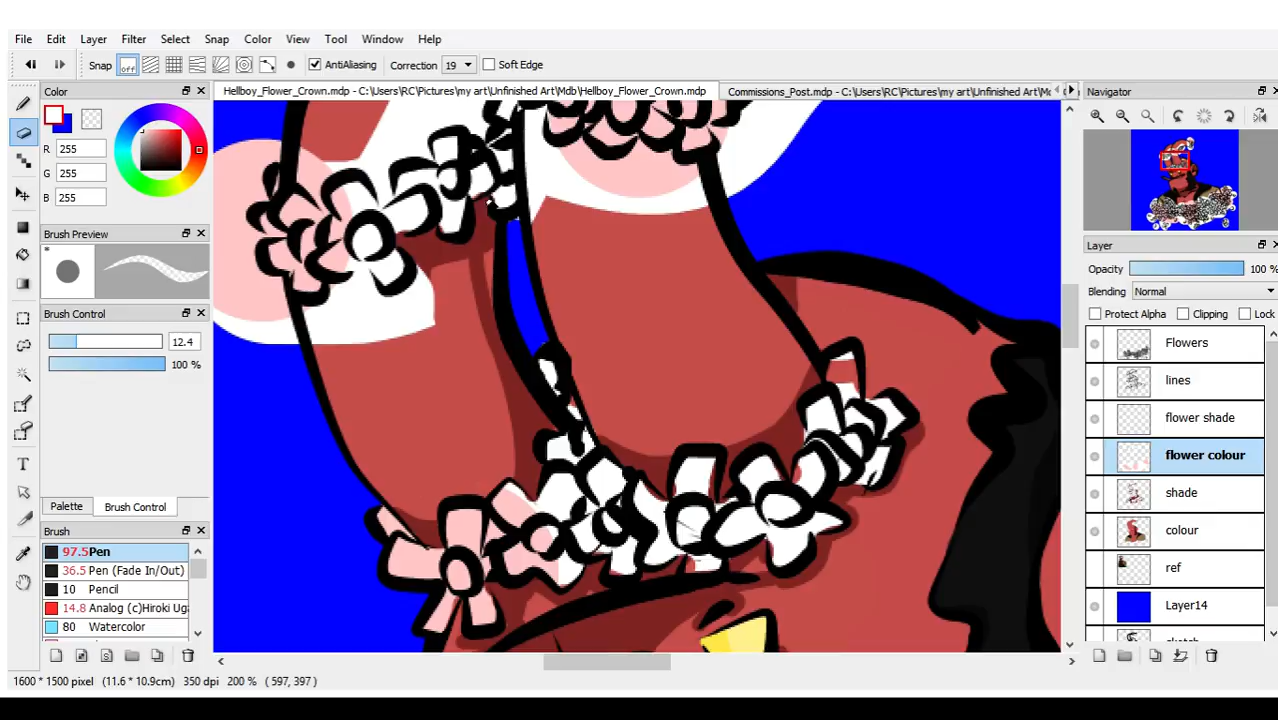 File Edit Layer Filter Select Snap Color View Tool Window Help
Snap off AntiAliasing Correction 19 Soft Edge
Color
Hellboy_Flower_Crown.mdp - C:\Users\RC\Pictures\my art\Unfinished Art\Mdb\Hellboy_Flower_Crown.mdp
Commissions_Post.mdp - C:\Users\RC\Pictures\my art\Unfinished Art\Mc
Navigator
R 255
G 255
B 255
Brush Preview
*
Brush Control
12.4
100 %
Palette Brush Control
Brush
97.5 Pen
36.5 Pen (Fade In/Out)
10 Pencil
14.8 Analog (c)Hiroki Ug
80 Watercolor
Layer
Opacity 100 %
Blending Normal
Protect Alpha Clipping Lock
Flowers
lines
flower shade
flower colour
shade
colour
ref
Layer14
1600 * 1500 pixel (11.6 * 10.9cm) 350 dpi 200 % ( 597, 397 )